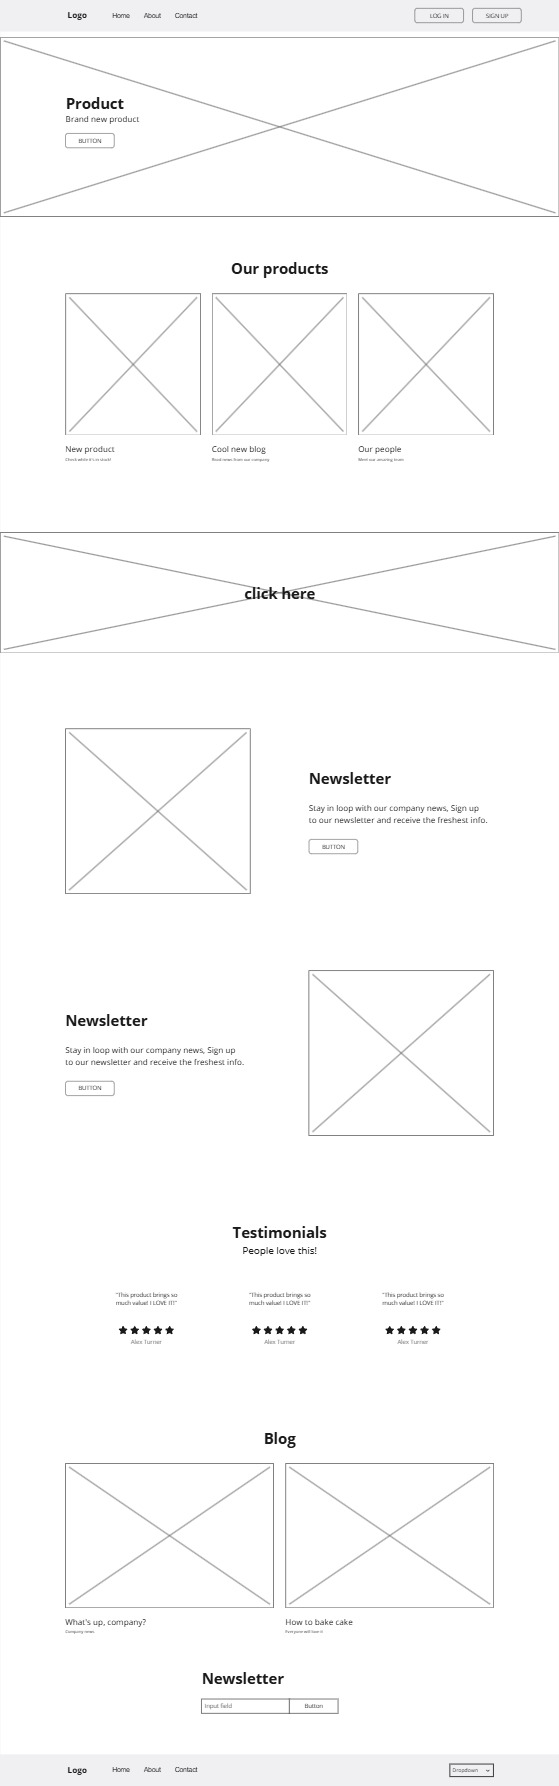 Logo Home About Contact LOG IN SIGN UP
Product
Brand new product
BUTTON
Our products
New product Cool new blog Our people
Check while it's in stock! Read news from our company Meet our amazing team
click here
Newsletter
Stay in loop with our company news, Sign up
to our newsletter and receive the freshest info.
BUTTON
Newsletter
Stay in loop with our company news, Sign up
to our newsletter and receive the freshest info.
BUTTON
Testimonials
People love this!
"This product brings so "This product brings so "This product brings so
much value! I LOVE IT!" much value! I LOVE IT!" much value! I LOVE IT!"
Alex Turner Alex Turner Alex Turner
Blog
What's up, company? How to bake cake
Company news Everyone will love it
Newsletter
Input field Button
Logo Home About Contact Dropdown